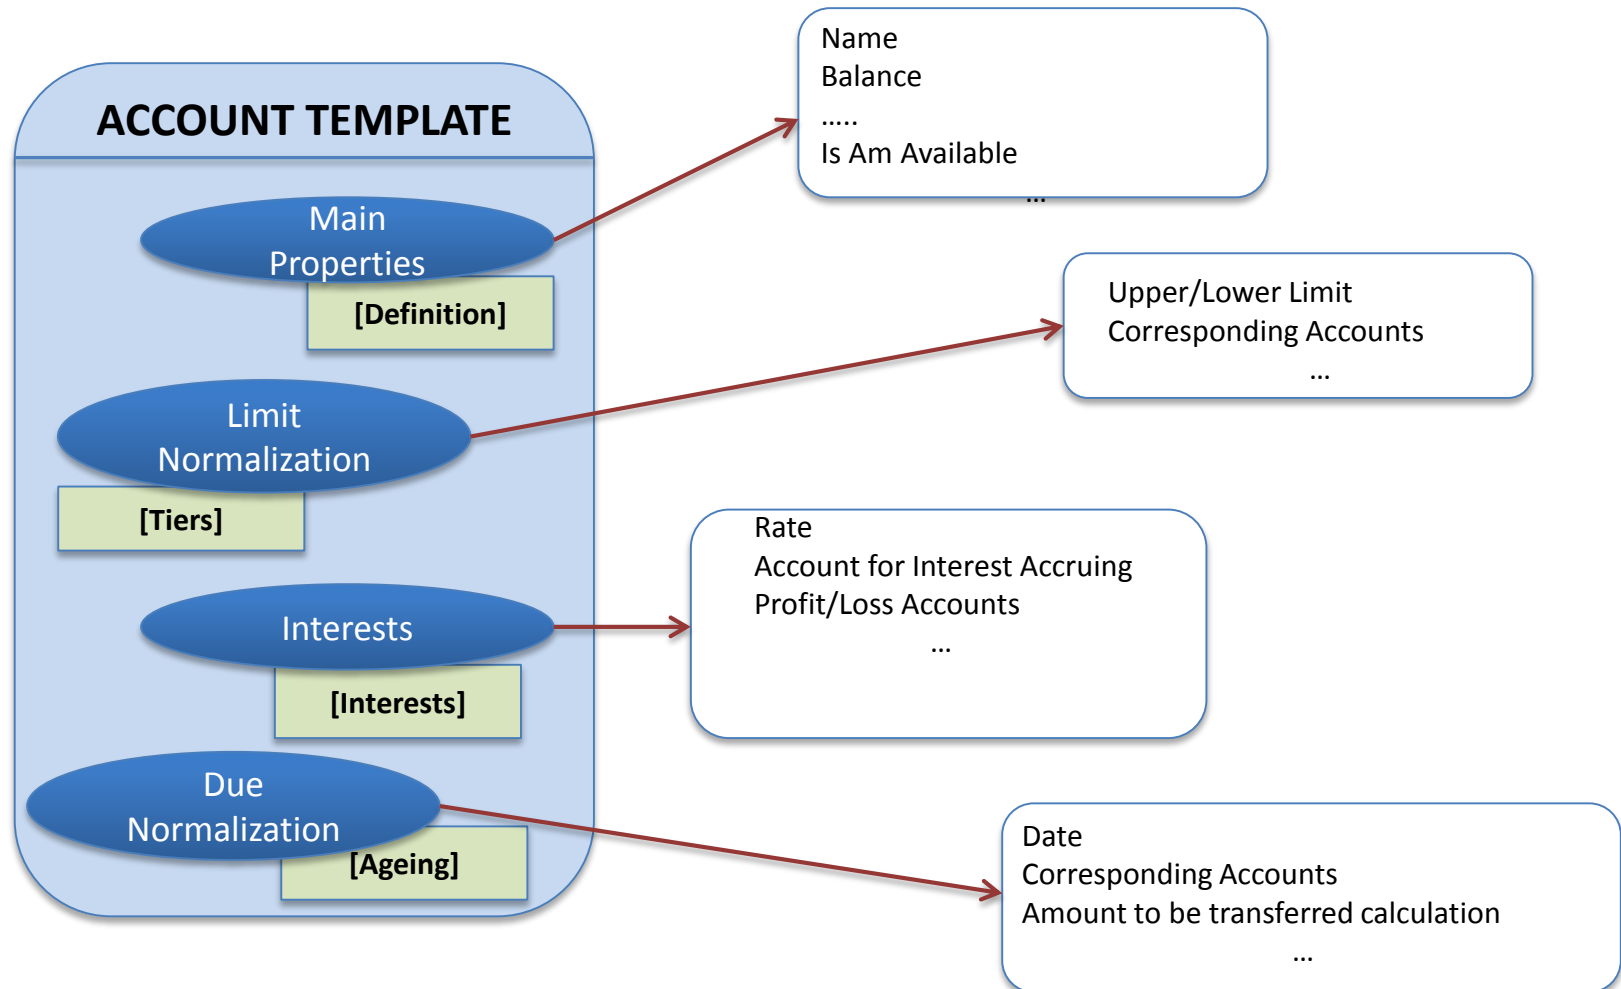 ACCOUNT TEMPLATE
Main
Properties
[Definition]
Limit
Normalization
[Tiers]
Interests
[Interests]
Due
Normalization
[Ageing]
Name
Balance
.....
Is Am Available
...
Upper/Lower Limit
Corresponding Accounts
...
Rate
Account for Interest Accruing
Profit/Loss Accounts
...
Date
Corresponding Accounts
Amount to be transferred calculation
...